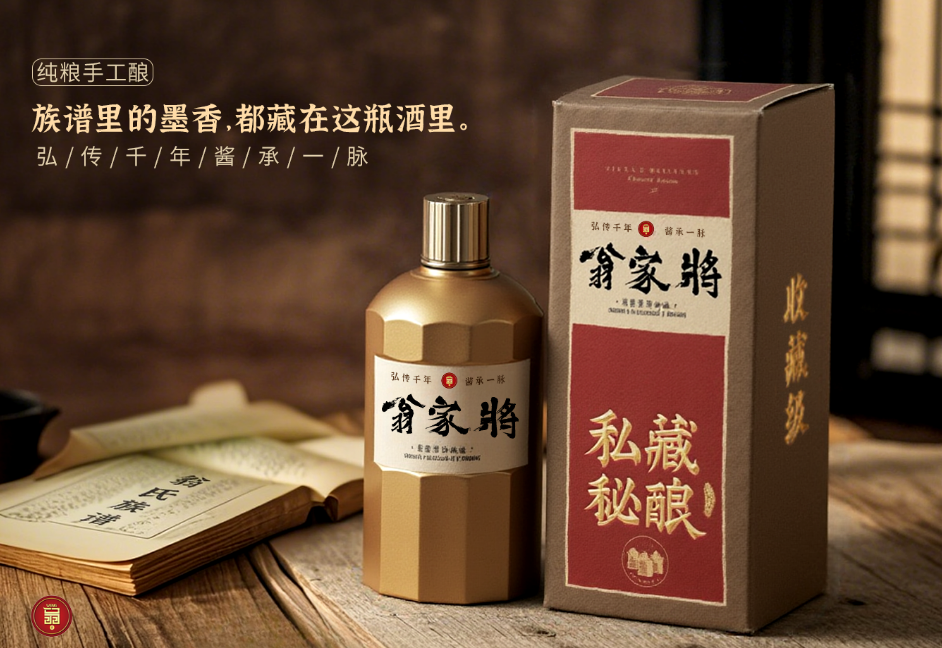 纯粮手工酿
族谱里的墨香,都藏在这瓶酒里。
弘/传/千/年/酱/承/一/脉
弘传千年 酱承一脉
翁家將
私藏
秘酿
收藏级
弘传千年 酱承一脉
翁家將
翁氏族谱